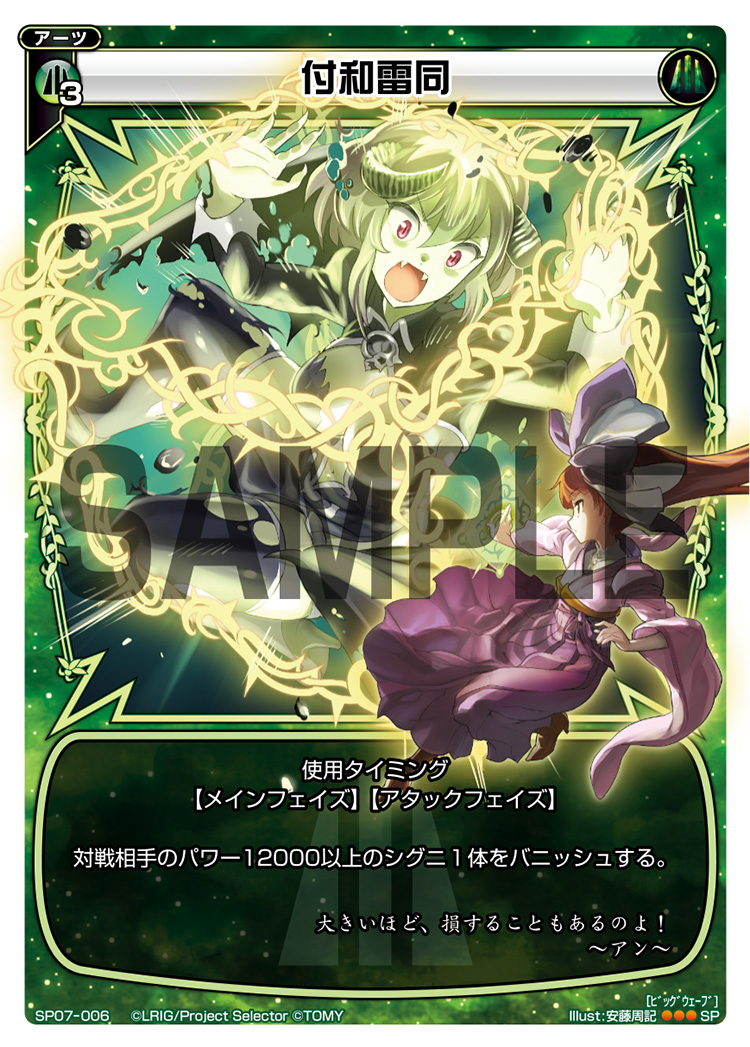 アーツ
3
付和雷同
SAMPLE
使用タイミング
【メインフェイズ】【アタックフェイズ】
対戦相手のパワー12000以上のシグニ1体をバニッシュする。
大きいほど、損することもあるのよ！
～アン～
[ﾋﾞｯｸﾞｳｪｰﾌﾞ]
SP07-006 ©LRIG/Project Selector ©TOMY Illust:安藤周記 SP